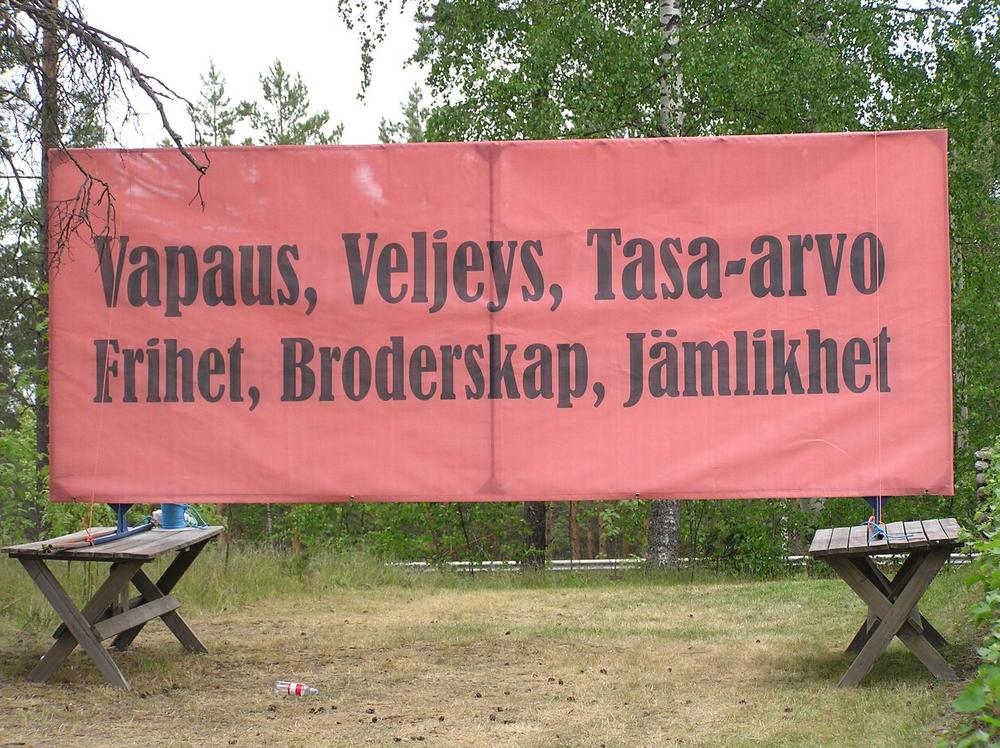 Vapaus, Veljeys, Tasa-arvo
Frihet, Broderskap, Jämlikhet